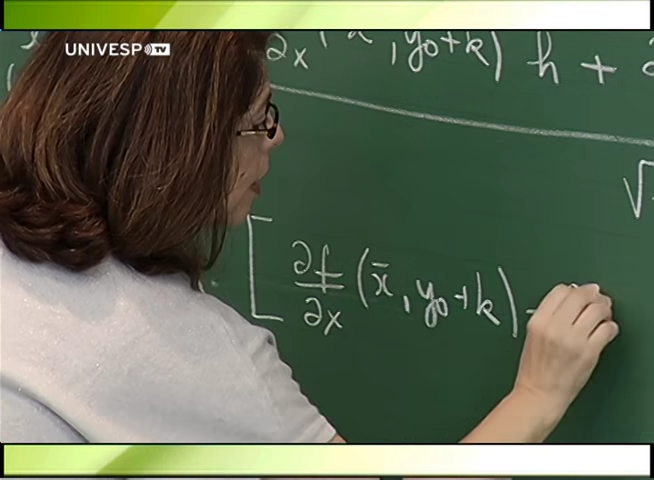 UNIVESP TV
∂x , y₀+k) h +
√
[ ∂f/∂x (x̄, y₀+k) -